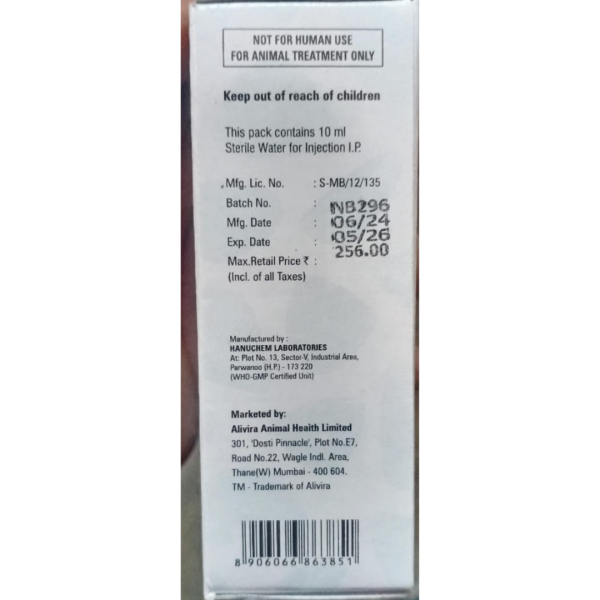 NOT FOR HUMAN USE
FOR ANIMAL TREATMENT ONLY
Keep out of reach of children
This pack contains 10 ml
Sterile Water for Injection I.P.
Mfg. Lic. No. : S-MB/12/135
Batch No. : NB296
Mfg. Date : 06/24
Exp. Date : 05/26
Max.Retail Price ₹ : 256.00
(Incl. of all Taxes)
Manufactured by :
HANUCHEM LABORATORIES
At: Plot No. 13, Sector-V, Industrial Area,
Parwanoo (H.P.) - 173 220
(WHO-GMP Certified Unit)
Marketed by:
Alivira Animal Health Limited
301, 'Dosti Pinnacle', Plot No.E7,
Road No.22, Wagle Indl. Area,
Thane(W) Mumbai - 400 604.
TM - Trademark of Alivira
8 906066 863851